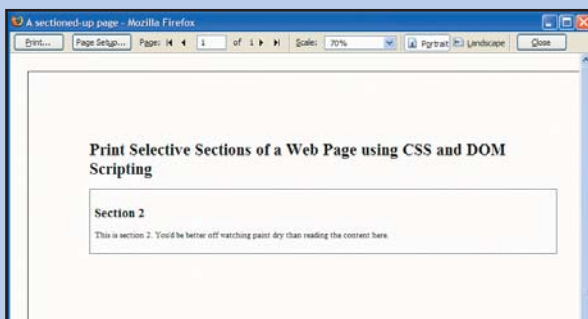 A sectioned-up page - Mozilla Firefox
Print... Page Setup... Page: 1 of 1 Scale: 70% Portrait Landscape Close
Print Selective Sections of a Web Page using CSS and DOM
Scripting
Section 2
This is section 2. You'd be better off watching paint dry than reading the content here.